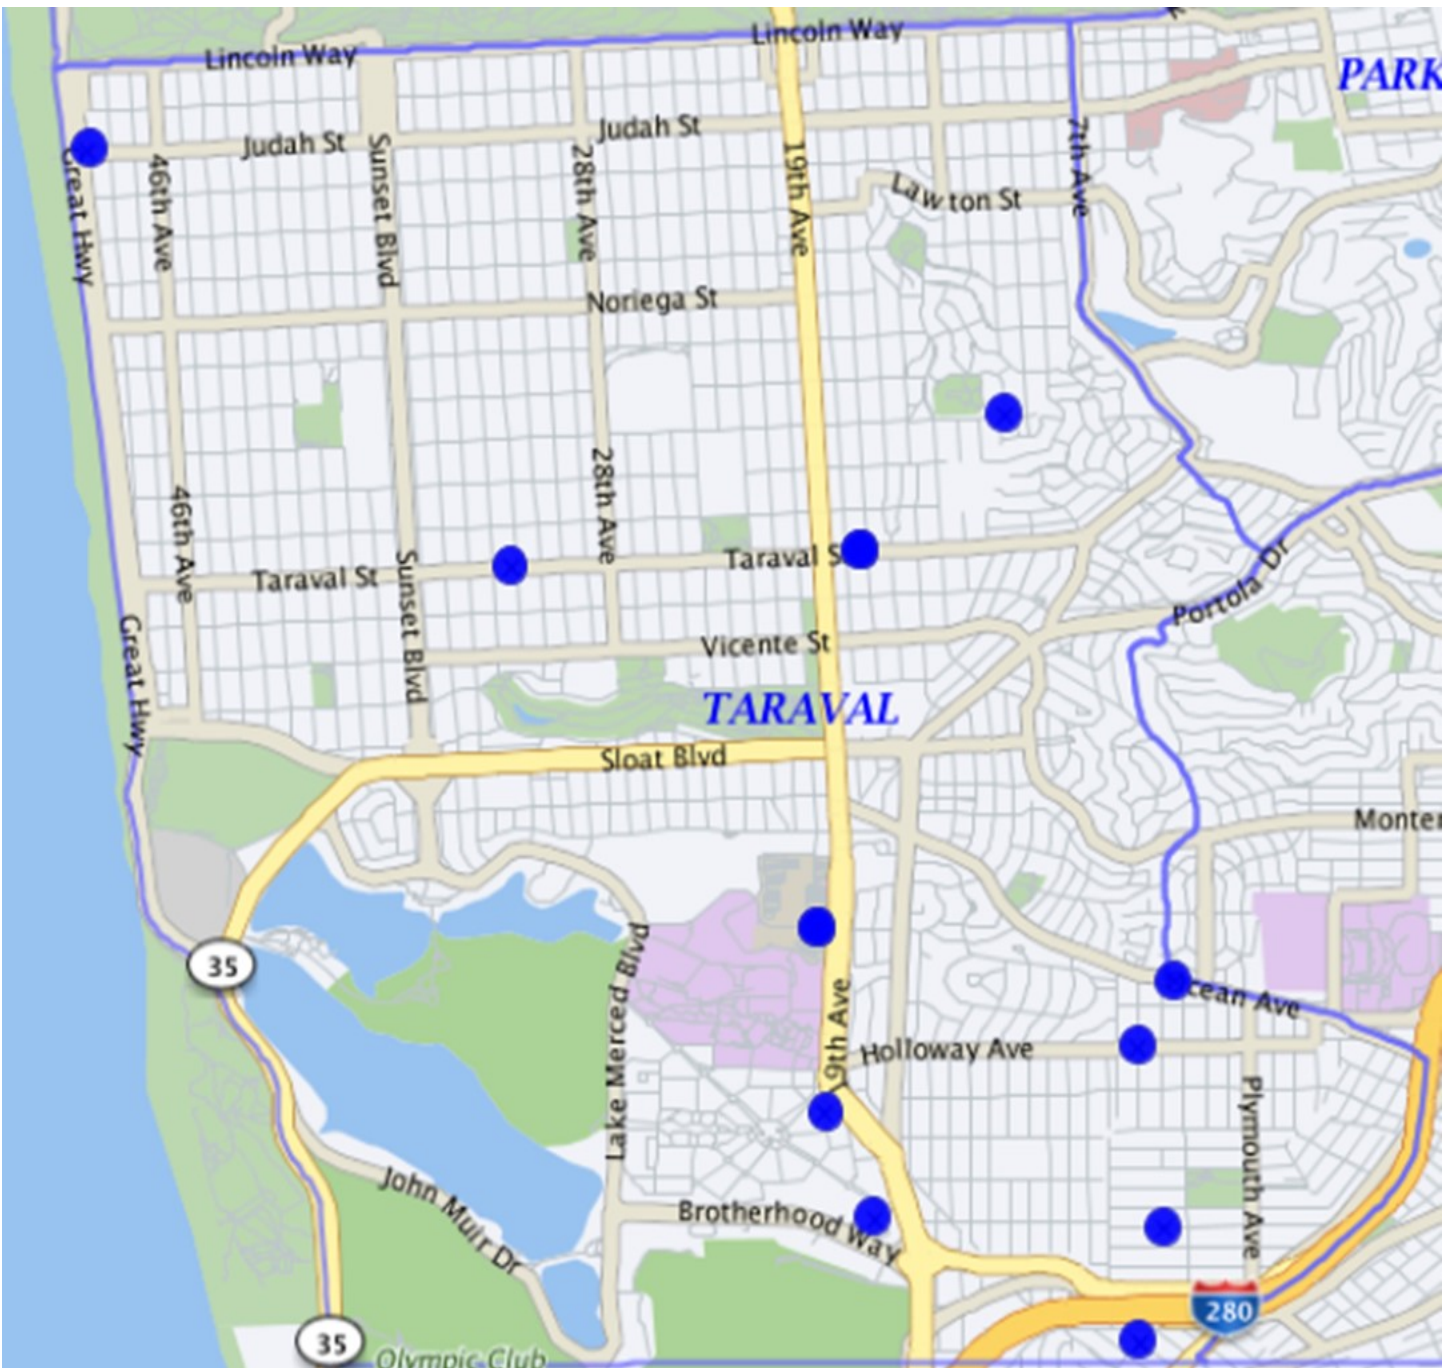 Lincoln Way
Lincoln Way
PARK
Judah St
Judah St
Great Hwy
46th Ave
Sunset Blvd
28th Ave
19th Ave
7th Ave
Lawton St
Noriega St
28th Ave
46th Ave
Taraval St
Sunset Blvd
Taraval S
Portola Dr
Great Hwy
Vicente St
TARAVAL
Sloat Blvd
Monter
35
Lake Merced Blvd
9th Ave
cean Ave
Holloway Ave
Plymouth Ave
John Muir Dr
Brotherhood Way
280
35
Olympic Club